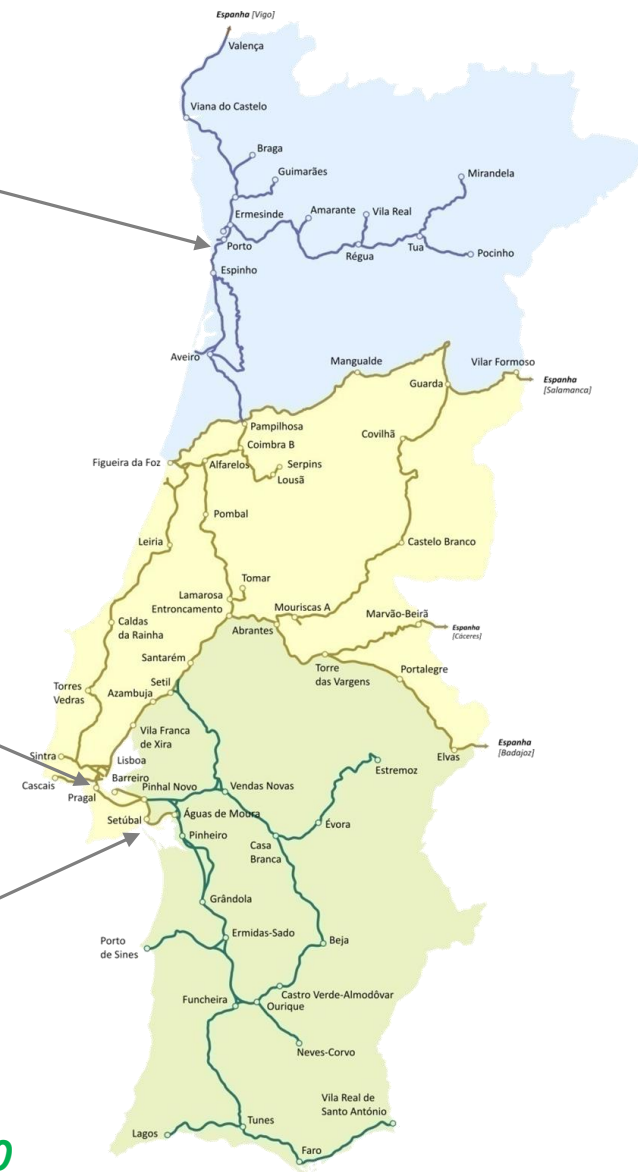 Espanha [Vigo]
Valença
Viana do Castelo
Braga
Guimarães
Mirandela
Ermesinde
Amarante
Vila Real
Porto
Régua
Tua
Pocinho
Espinho
Aveiro
Mangualde
Vilar Formoso
Guarda
Espanha
[Salamanca]
Pampilhosa
Covilhã
Coimbra B
Figueira da Foz
Alfarelos
Serpins
Lousã
Pombal
Leiria
Castelo Branco
Tomar
Lamarosa
Entroncamento
Mouriscas A
Marvão-Beirã
Caldas
da Rainha
Abrantes
Espanha
[Cáceres]
Santarém
Torre
das Vargens
Portalegre
Setil
Torres
Vedras
Azambuja
Vila Franca
de Xira
Elvas
Espanha
[Badajoz]
Sintra
Lisboa
Estremoz
Cascais
Barreiro
Pragal
Pinhal Novo
Vendas Novas
Setúbal
Águas de Moura
Évora
Pinheiro
Casa
Branca
Grândola
Porto
de Sines
Ermidas-Sado
Beja
Castro Verde-Almodôvar
Funcheira
Ourique
Neves-Corvo
Vila Real de
Santo António
Lagos
Tunes
Faro